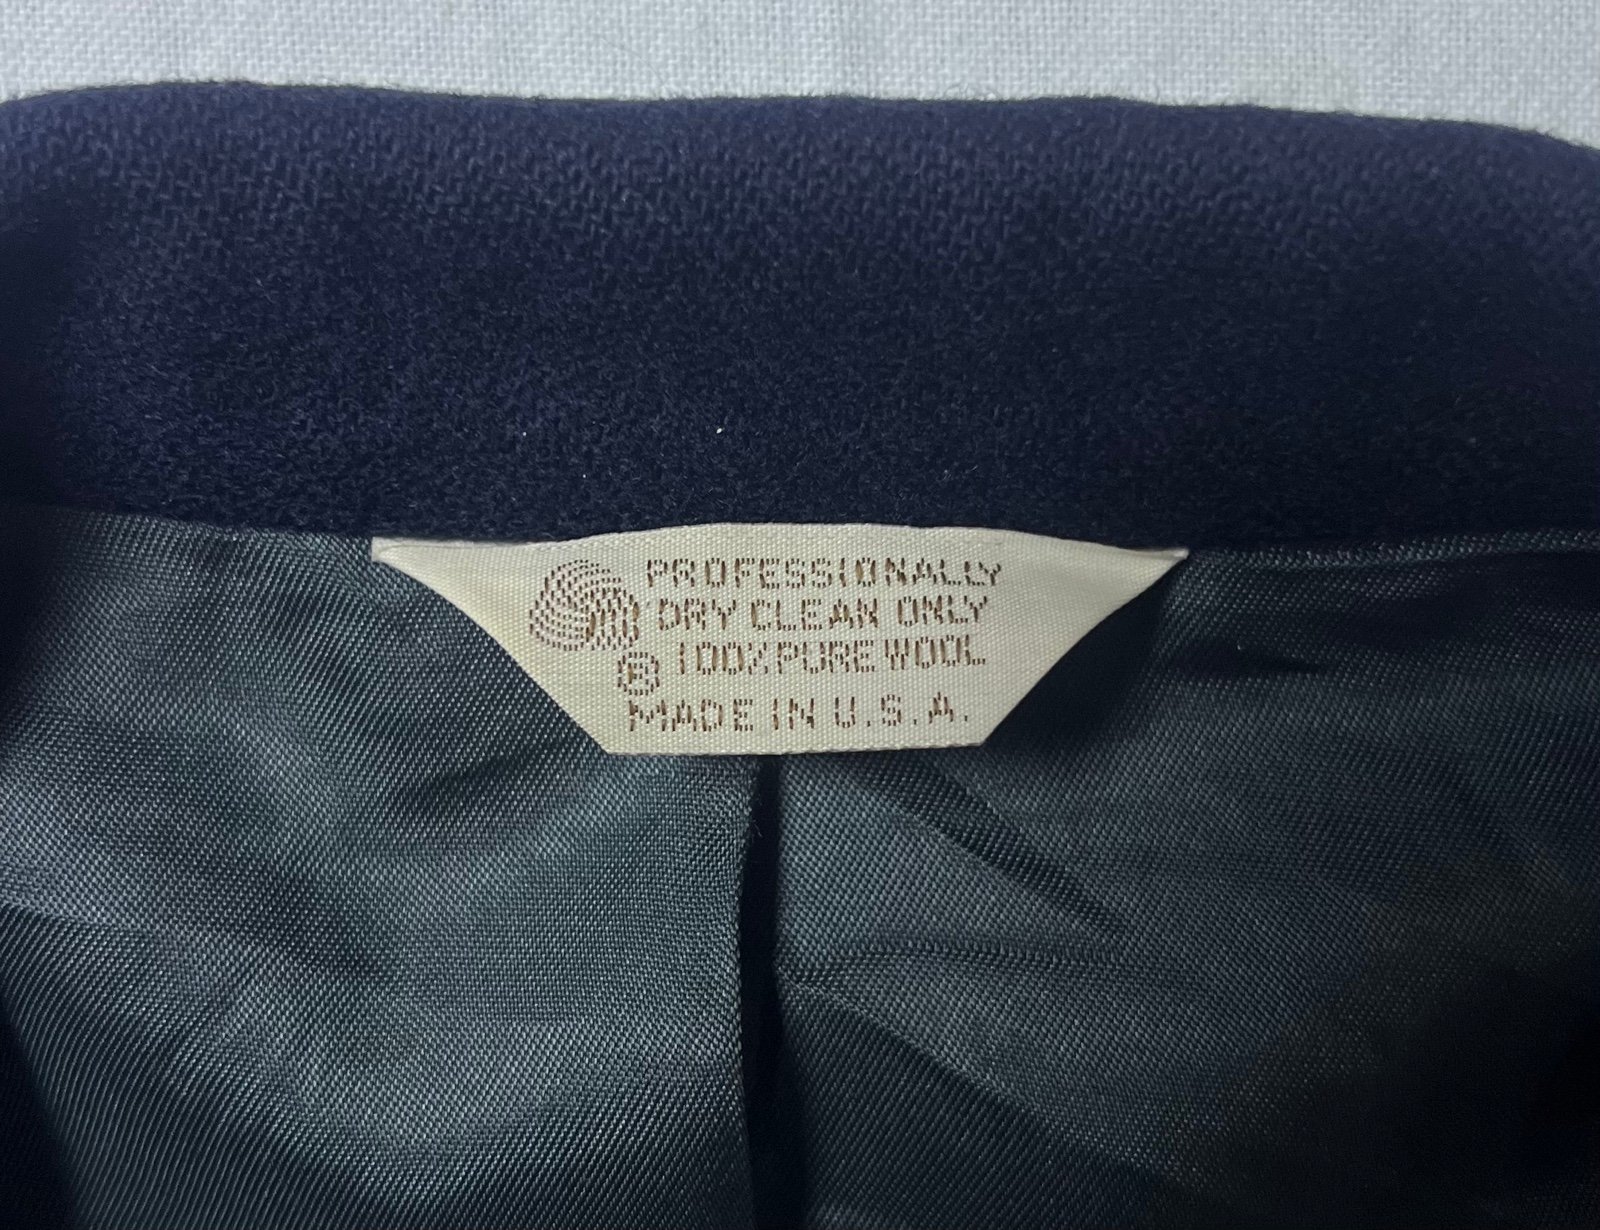 PROFESSIONALLY
DRY CLEAN ONLY
® 100% PURE WOOL
MADE IN U.S.A.